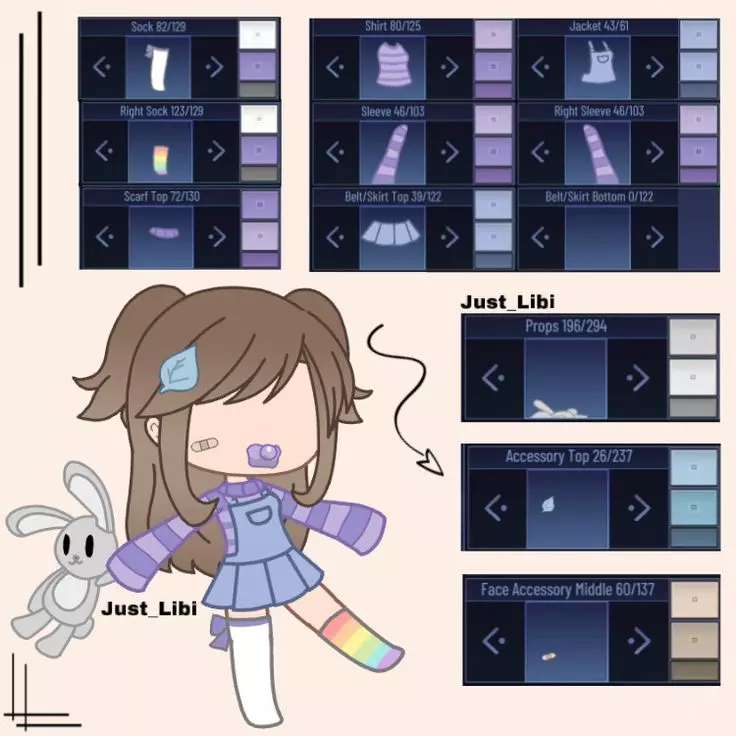 Sock 82/129
Right Sock 123/129
Scarf Top 72/130
Shirt 80/125
Jacket 43/61
Sleeve 46/103
Right Sleeve 46/103
Belt/Skirt Top 39/122
Belt/Skirt Bottom 0/122
Just_Libi
Props 196/294
Accessory Top 26/237
Face Accessory Middle 60/137
Just_Libi